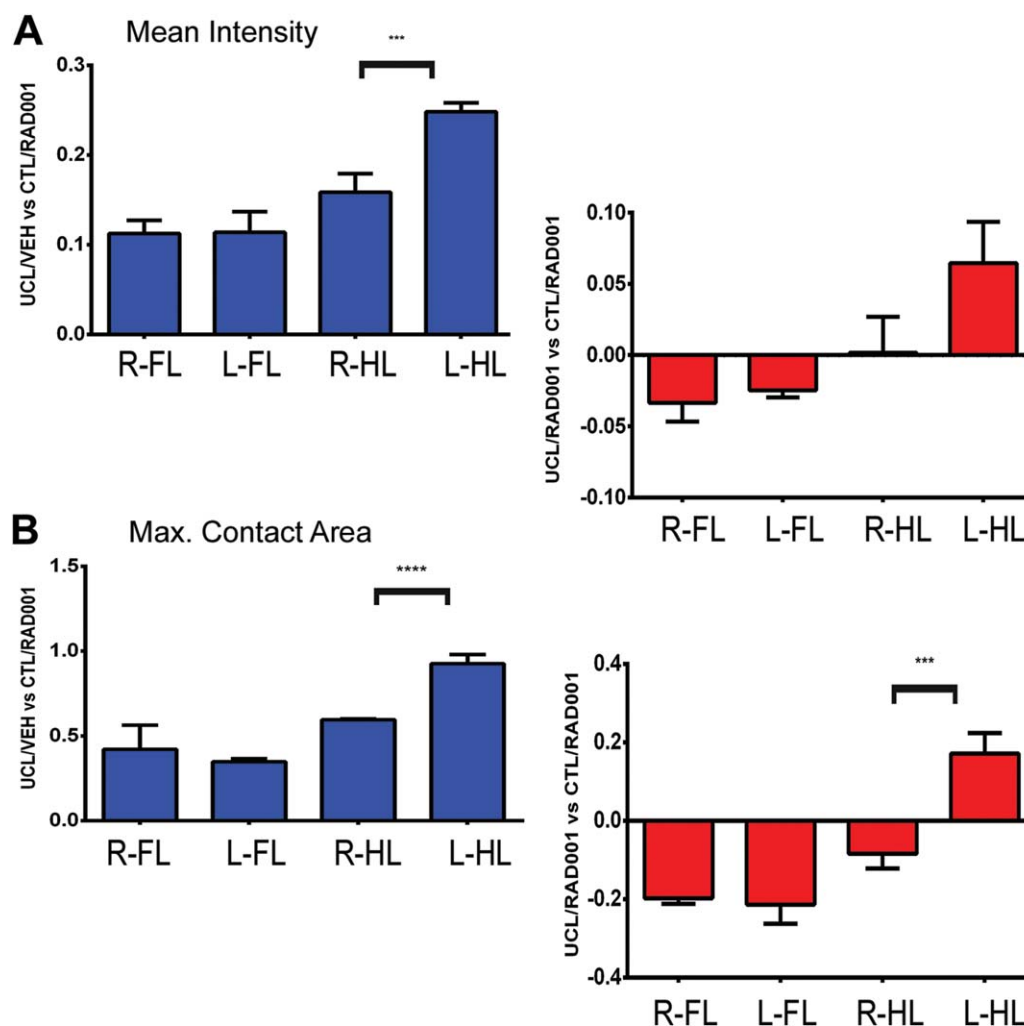 A Mean Intensity
***
UCL/VEH vs CTL/RAD001
0.3
0.2
0.1
0.0
R-FL L-FL R-HL L-HL
UCL/RAD001 vs CTL/RAD001
0.10
0.05
0.00
-0.05
-0.10
R-FL L-FL R-HL L-HL
B Max. Contact Area
****
UCL/VEH vs CTL/RAD001
1.5
1.0
0.5
0.0
R-FL L-FL R-HL L-HL
***
UCL/RAD001 vs CTL/RAD001
0.4
0.2
0.0
-0.2
-0.4
R-FL L-FL R-HL L-HL